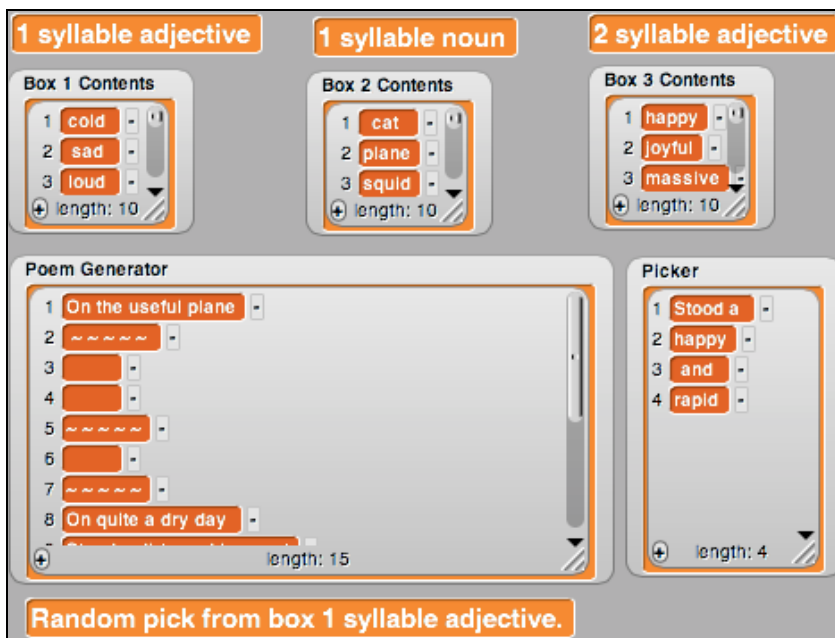 1 syllable adjective
1 syllable noun
2 syllable adjective
Box 1 Contents
1 cold -
2 sad -
3 loud -
+ length: 10
Box 2 Contents
1 cat -
2 plane -
3 squid -
+ length: 10
Box 3 Contents
1 happy -
2 joyful -
3 massive -
+ length: 10
Poem Generator
1 On the useful plane -
2 ~~~~~ -
3 -
4 -
5 ~~~~~ -
6 -
7 ~~~~~ -
8 On quite a dry day -
+ length: 15
Picker
1 Stood a -
2 happy -
3 and -
4 rapid -
+ length: 4
Random pick from box 1 syllable adjective.